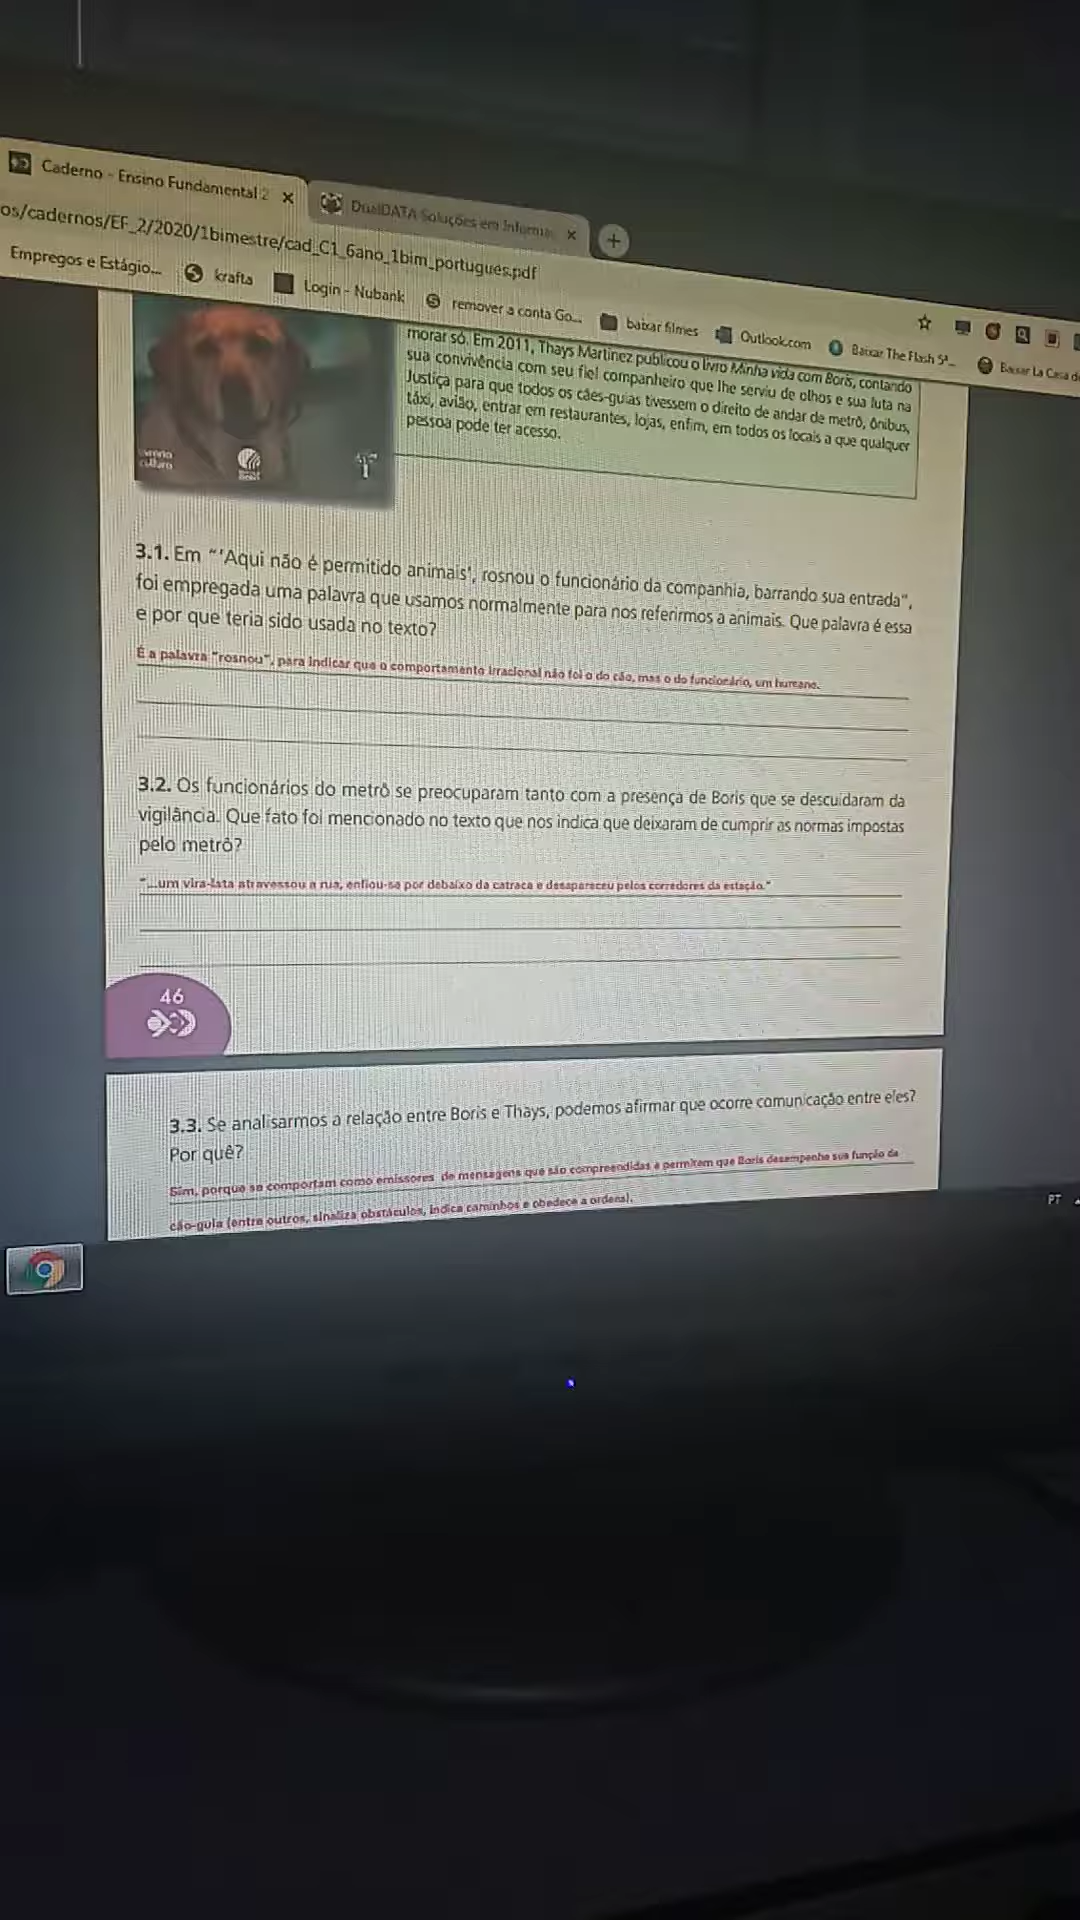 Caderno - Ensino Fundamental 2
DualDATA Soluções em Informa
os/cadernos/EF_2/2020/1bimestre/cad_C1_6ano_1bim_portugues.pdf
Empregos e Estágio... krafta Login - Nubank remover a conta Go... baixar filmes Outlook.com Baixar The Flash 5ª... Baixar La Casa d
morar só. Em 2011, Thays Martinez publicou o livro Minha vida com Boris, contando
sua convivência com seu fiel companheiro que lhe serviu de olhos e sua luta na
Justiça para que todos os cães-guias tivessem o direito de andar de metrô, ônibus,
táxi, avião, entrar em restaurantes, lojas, enfim, em todos os locais a que qualquer
pessoa pode ter acesso.
3.1. Em “'Aqui não é permitido animais', rosnou o funcionário da companhia, barrando sua entrada”,
foi empregada uma palavra que usamos normalmente para nos referirmos a animais. Que palavra é essa
e por que teria sido usada no texto?
É a palavra “rosnou”, para indicar que o comportamento irracional não foi o do cão, mas o do funcionário, um humano.
3.2. Os funcionários do metrô se preocuparam tanto com a presença de Boris que se descuidaram da
vigilância. Que fato foi mencionado no texto que nos indica que deixaram de cumprir as normas impostas
pelo metrô?
“...um vira-lata atravessou a rua, enfiou-se por debaixo da catraca e desapareceu pelos corredores da estação.”
46
3.3. Se analisarmos a relação entre Boris e Thays, podemos afirmar que ocorre comunicação entre eles?
Por quê?
Sim, porque se comportam como emissores de mensagens que são compreendidas e permitem que Boris desempenhe sua função de
cão-guia (entre outros, sinaliza obstáculos, indica caminhos e obedece a ordens).
PT